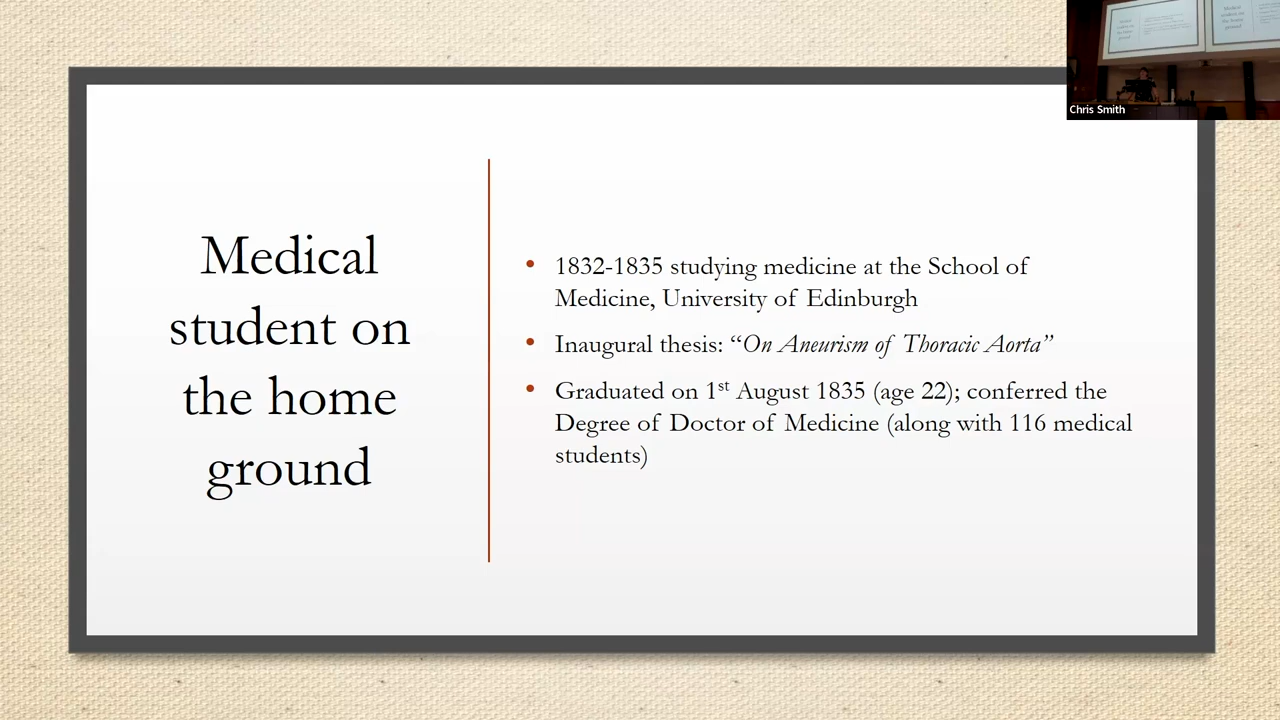 Medical
student on
the home
ground
1832-1835 studying medicine at the School of
Medicine, University of Edinburgh
Inaugural thesis: “On Aneurism of Thoracic Aorta”
Graduated on 1st August 1835 (age 22); conferred the
Degree of Doctor of Medicine (along with 116 medical
students)
Chris Smith